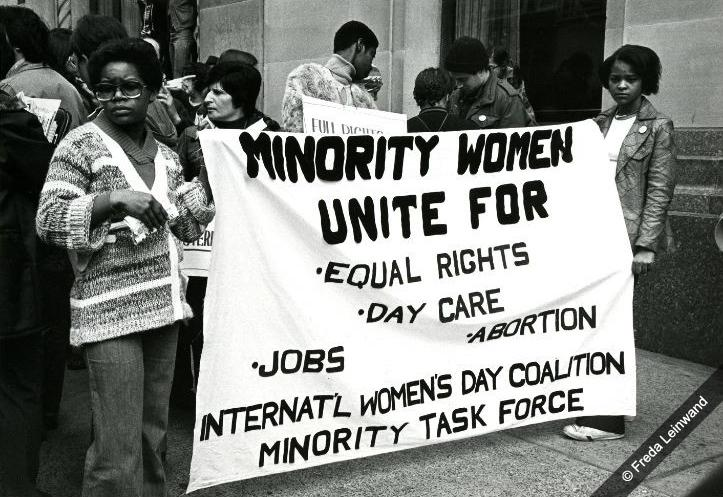 FULL RIGHTS
MINORITY WOMEN
UNITE FOR
·EQUAL RIGHTS
·DAY CARE
·ABORTION
·JOBS
INTERNAT'L WOMEN'S DAY COALITION
MINORITY TASK FORCE
© Freda Leinwand